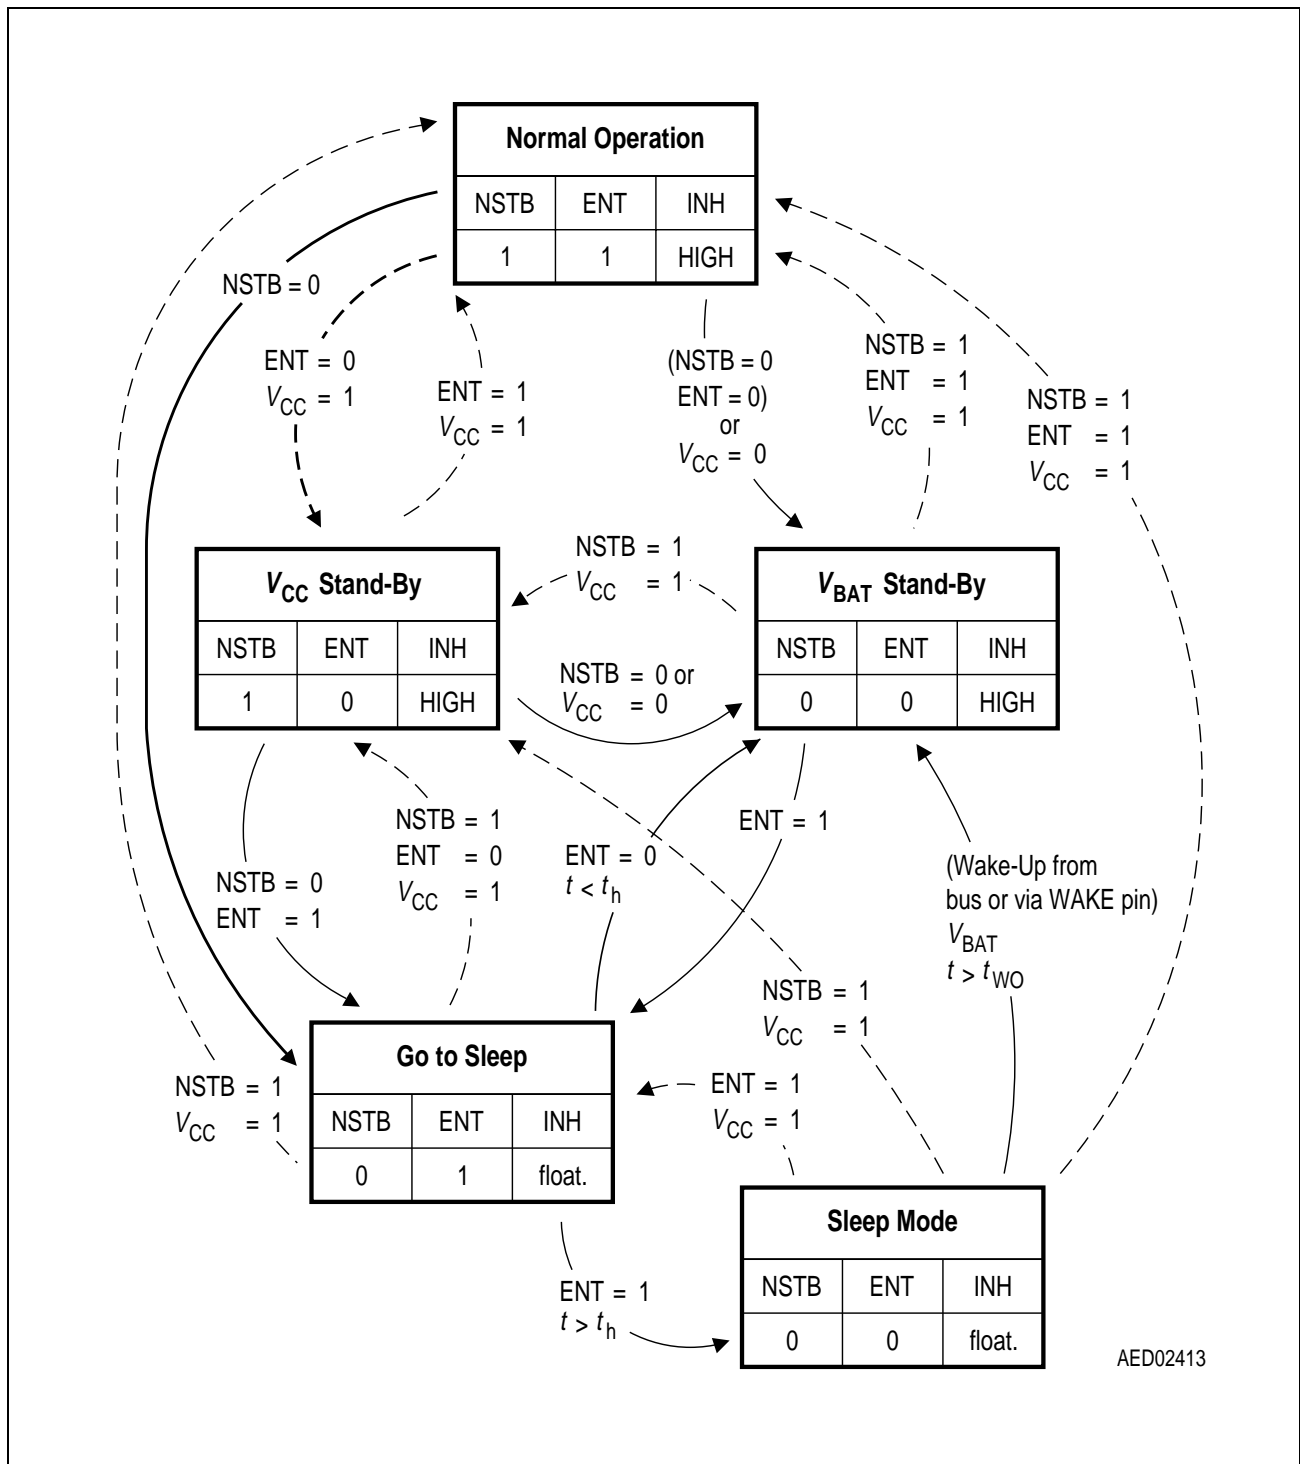 Normal Operation
NSTB ENT INH
1 1 HIGH
NSTB = 0
ENT = 0
VCC = 1
ENT = 1
VCC = 1
(NSTB = 0
ENT = 0)
or
VCC = 0
NSTB = 1
ENT = 1
VCC = 1
NSTB = 1
ENT = 1
VCC = 1
VCC Stand-By
NSTB ENT INH
1 0 HIGH
NSTB = 1
VCC = 1
NSTB = 0 or
VCC = 0
VBAT Stand-By
NSTB ENT INH
0 0 HIGH
NSTB = 0
ENT = 1
NSTB = 1
ENT = 0
VCC = 1
ENT = 0
t < th
ENT = 1
(Wake-Up from
bus or via WAKE pin)
VBAT
t > tWO
NSTB = 1
VCC = 1
NSTB = 1
VCC = 1
Go to Sleep
NSTB ENT INH
0 1 float.
ENT = 1
VCC = 1
ENT = 1
t > th
Sleep Mode
NSTB ENT INH
0 0 float.
AED02413